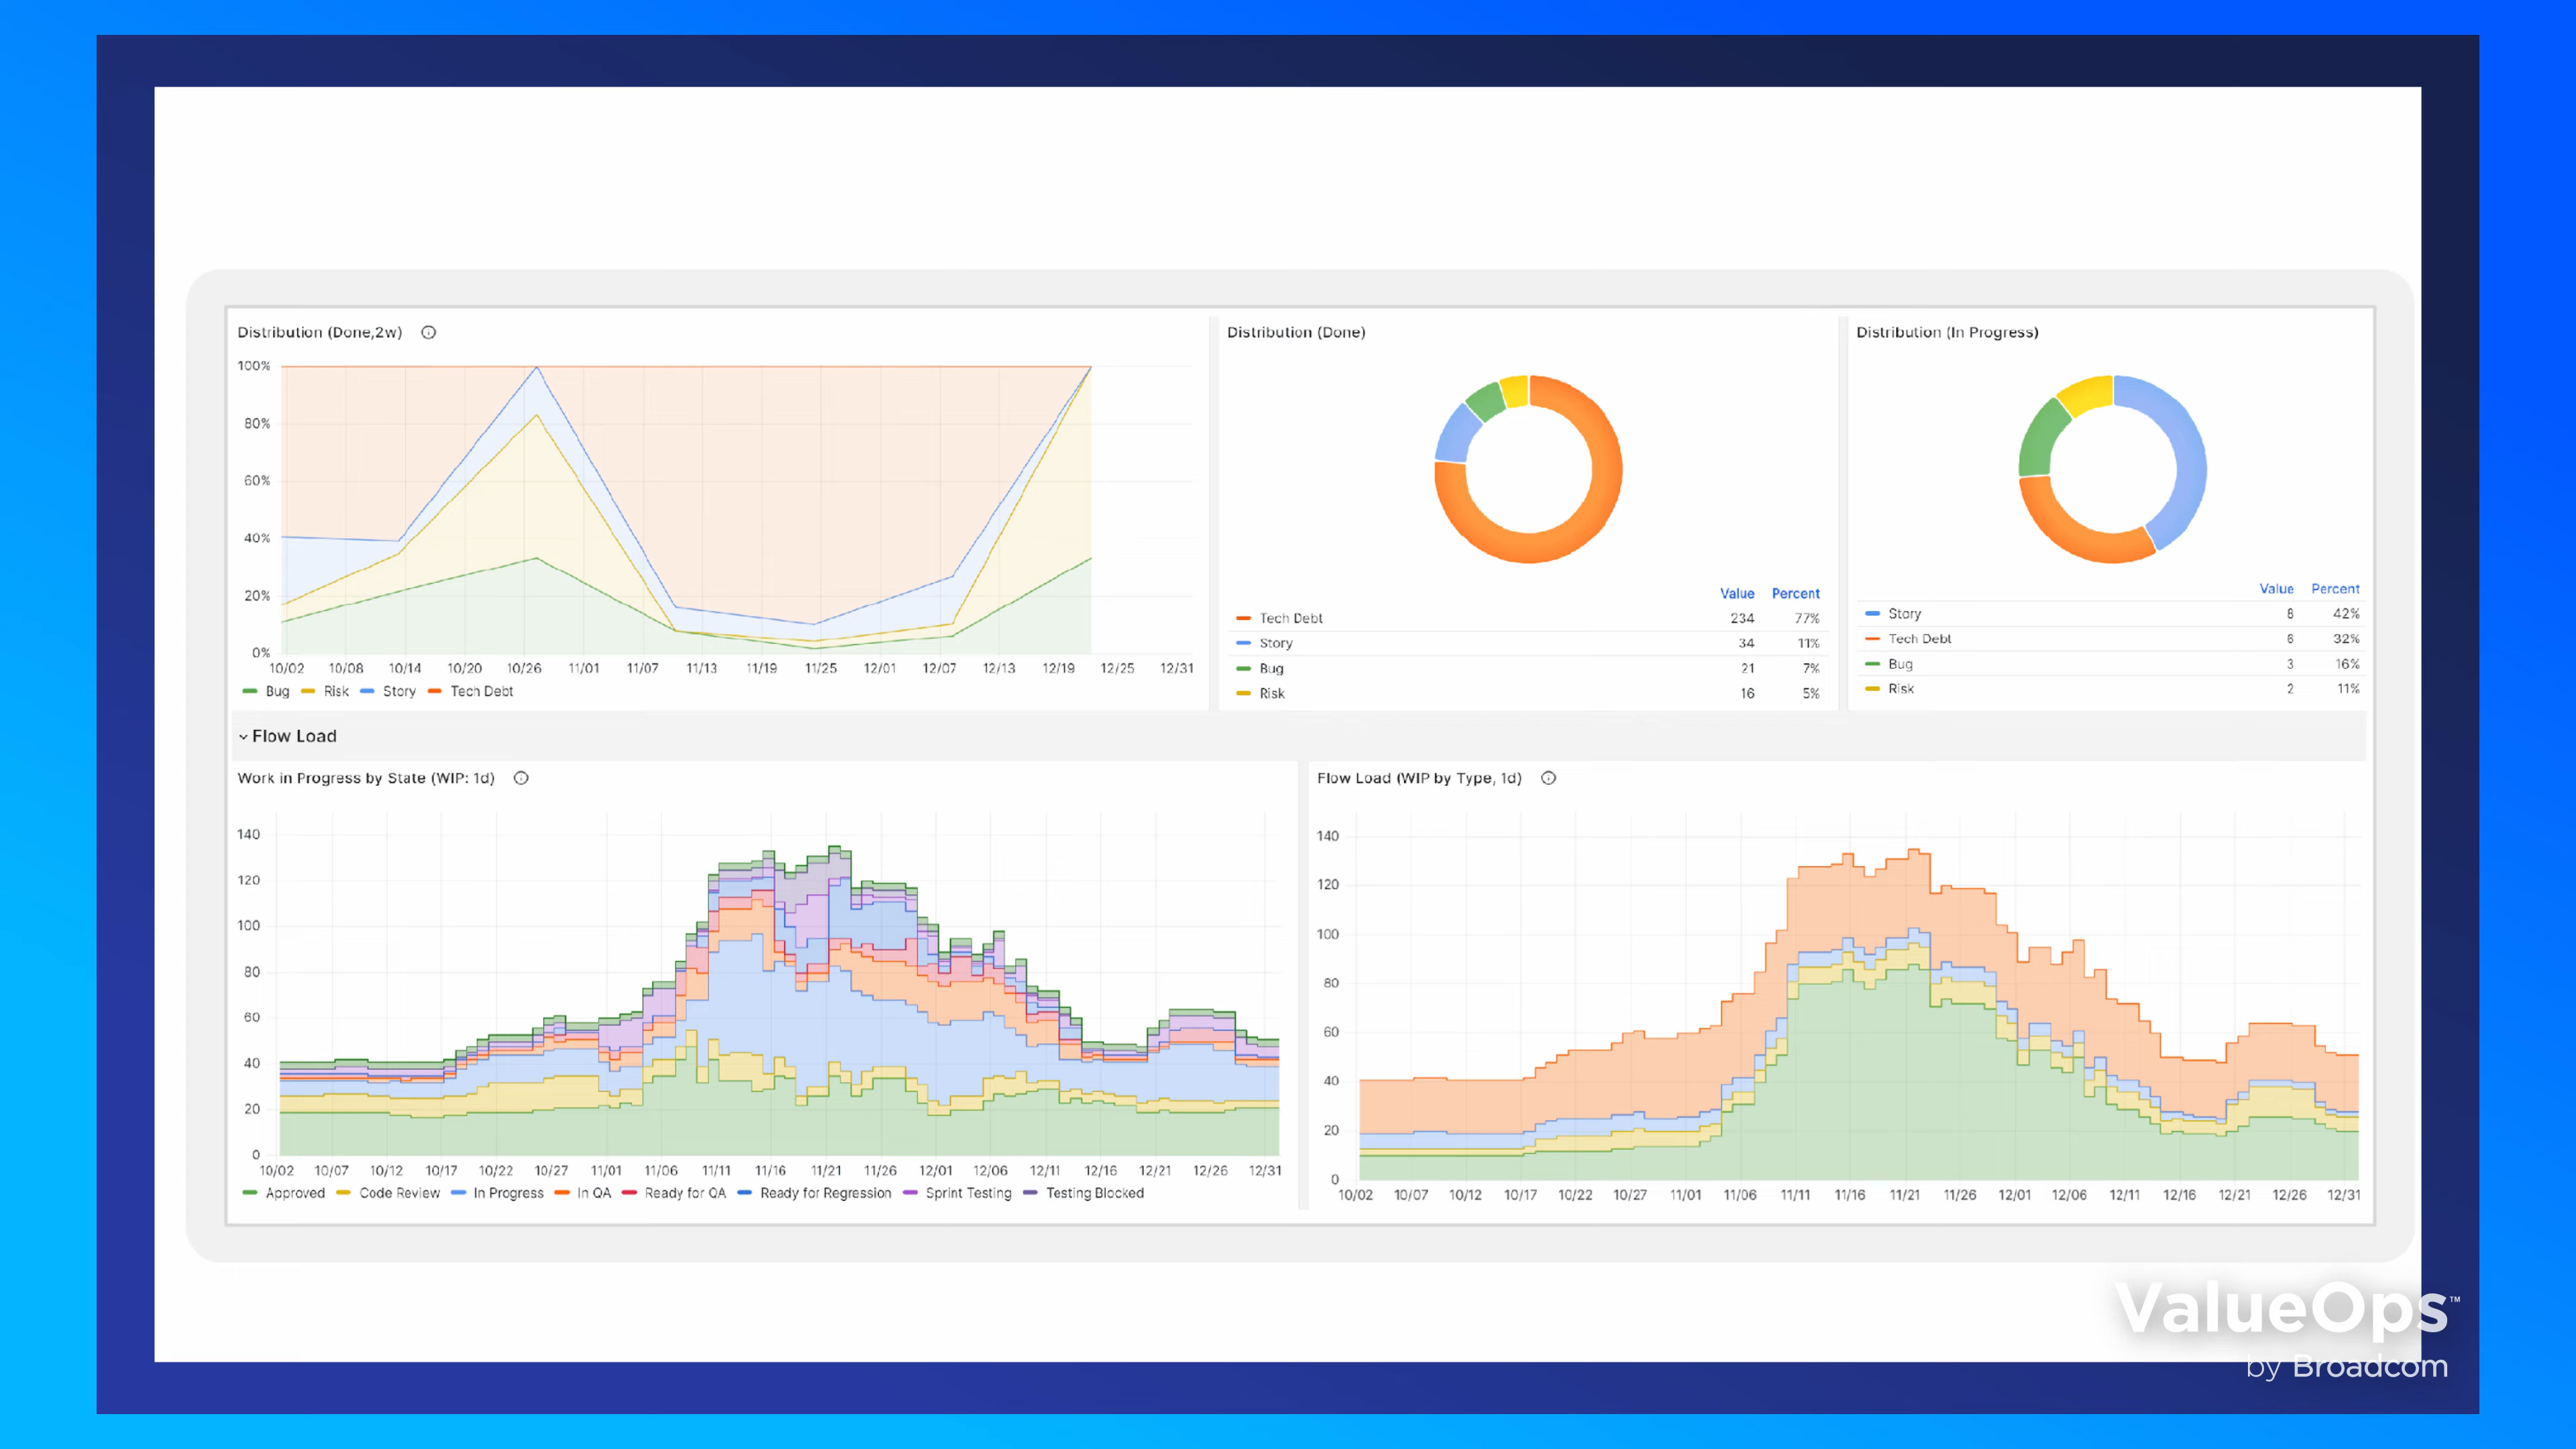 Distribution (Done,2w)
100%
80%
60%
40%
20%
0%
10/02 10/08 10/14 10/20 10/26 11/01 11/07 11/13 11/19 11/25 12/01 12/07 12/13 12/19 12/25 12/31
Bug Risk Story Tech Debt
Distribution (Done)
Value Percent
Tech Debt 234 77%
Story 34 11%
Bug 21 7%
Risk 16 5%
Distribution (In Progress)
Value Percent
Story 8 42%
Tech Debt 6 32%
Bug 3 16%
Risk 2 11%
Flow Load
Work in Progress by State (WIP: 1d)
140
120
100
80
60
40
20
0
10/02 10/07 10/12 10/17 10/22 10/27 11/01 11/06 11/11 11/16 11/21 11/26 12/01 12/06 12/11 12/16 12/21 12/26 12/31
Approved Code Review In Progress In QA Ready for QA Ready for Regression Sprint Testing Testing Blocked
Flow Load (WIP by Type, 1d)
140
120
100
80
60
40
20
0
10/02 10/07 10/12 10/17 10/22 10/27 11/01 11/06 11/11 11/16 11/21 11/26 12/01 12/06 12/11 12/16 12/21 12/26 12/31
ValueOps™
by Broadcom